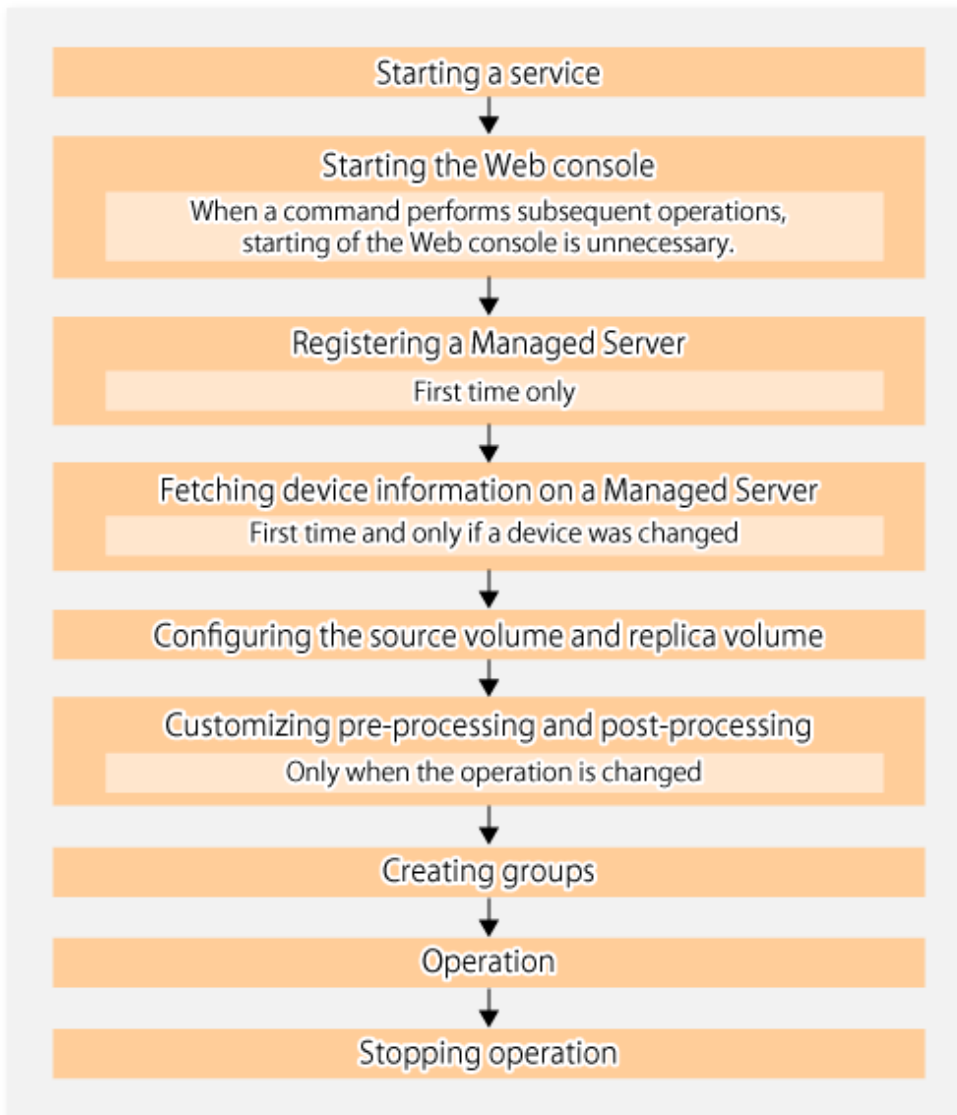 Starting a service
Starting the Web console
When a command performs subsequent operations,
starting of the Web console is unnecessary.
Registering a Managed Server
First time only
Fetching device information on a Managed Server
First time and only if a device was changed
Configuring the source volume and replica volume
Customizing pre-processing and post-processing
Only when the operation is changed
Creating groups
Operation
Stopping operation